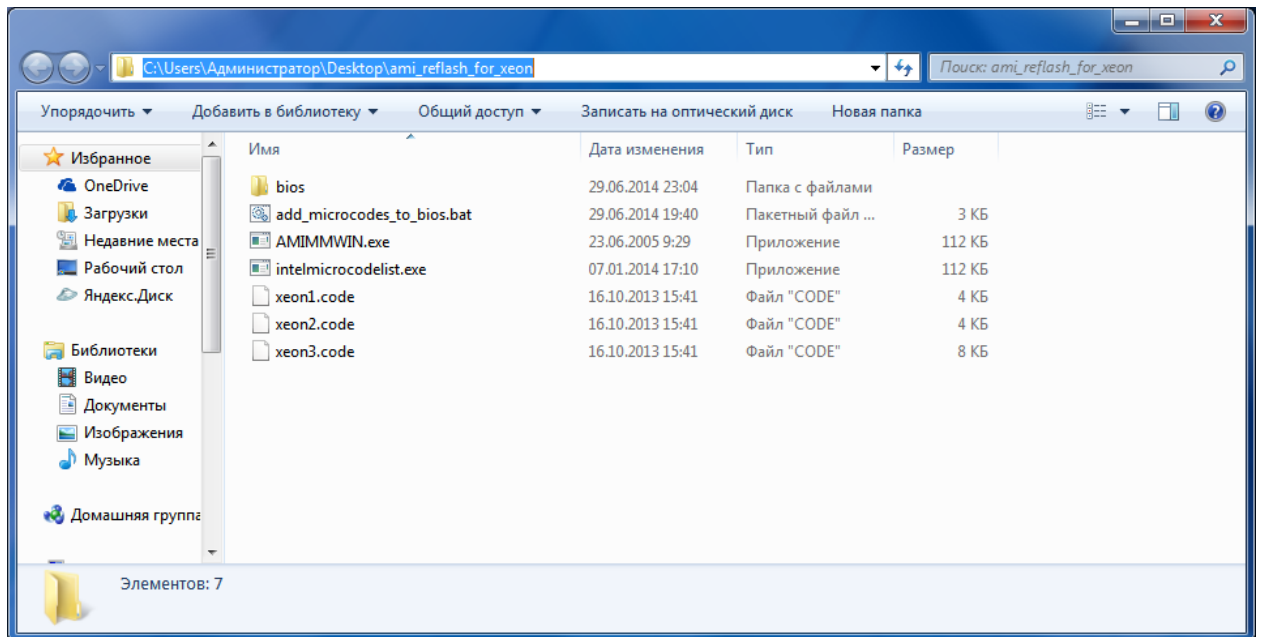 C:\Users\Администратор\Desktop\ami_reflash_for_xeon
Поиск: ami_reflash_for_xeon
Упорядочить Добавить в библиотеку Общий доступ Записать на оптический диск Новая папка
Избранное
OneDrive
Загрузки
Недавние места
Рабочий стол
Яндекс.Диск
Библиотеки
Видео
Документы
Изображения
Музыка
Домашняя группа
Имя Дата изменения Тип Размер
bios 29.06.2014 23:04 Папка с файлами
add_microcodes_to_bios.bat 29.06.2014 19:40 Пакетный файл ... 3 КБ
AMIMMWIN.exe 23.06.2005 9:29 Приложение 112 КБ
intelmicrocodelist.exe 07.01.2014 17:10 Приложение 112 КБ
xeon1.code 16.10.2013 15:41 Файл "CODE" 4 КБ
xeon2.code 16.10.2013 15:41 Файл "CODE" 4 КБ
xeon3.code 16.10.2013 15:41 Файл "CODE" 8 КБ
Элементов: 7